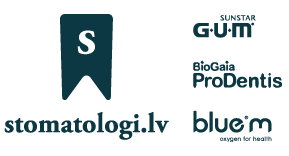 S
stomatologi.lv
SUNSTAR
G·U·M®
BioGaia
ProDentis
blue®m
oxygen for health